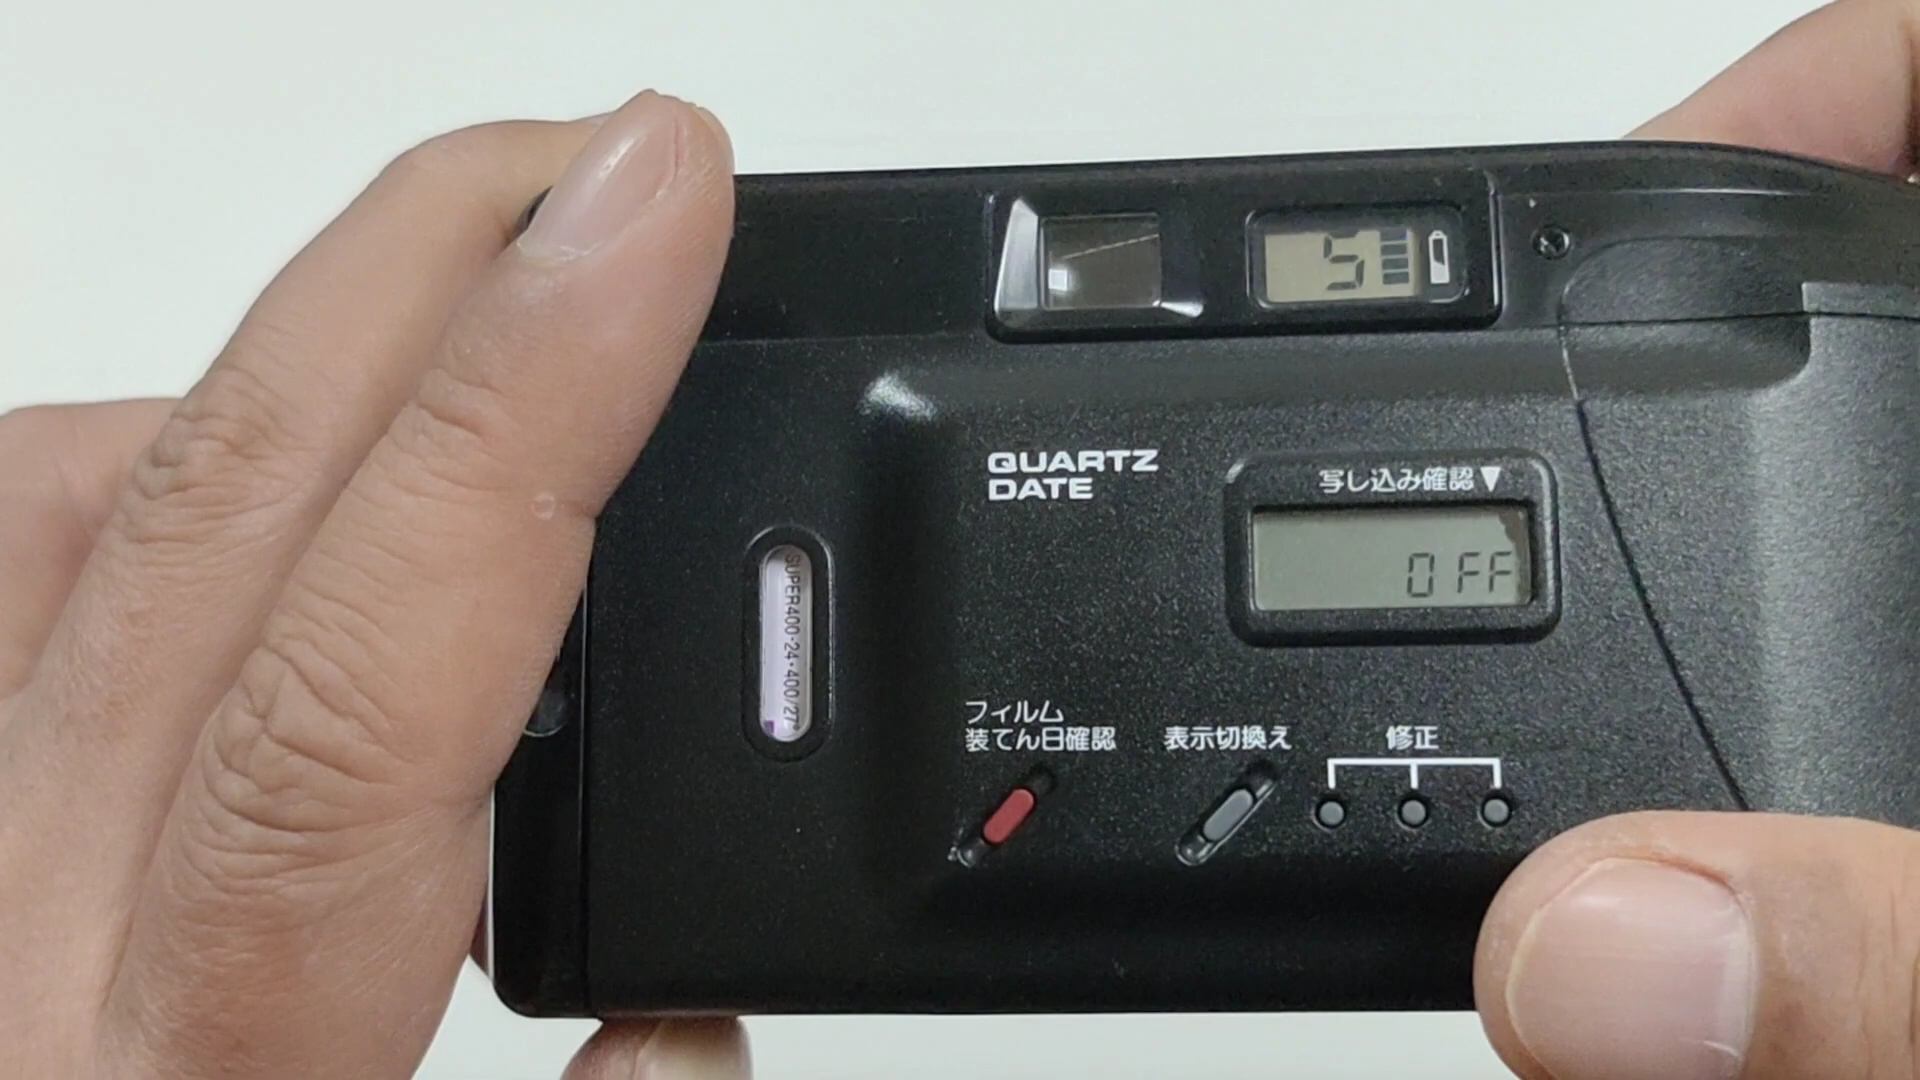 5
QUARTZ
DATE
写し込み確認▼
OFF
SUPER400-24・400/27°
フィルム
装てん日確認
表示切換え
修正